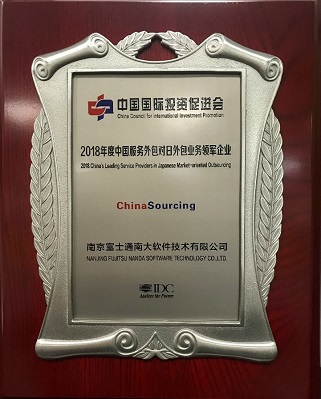 中国国际投资促进会
China Council for International Investment Promotion
2018年度中国服务外包对日外包业务领军企业
2018 China's Leading Service Providers in Japanese Market-oriented Outsourcing
ChinaSourcing
南京富士通南大软件技术有限公司
NANJING FUJITSU NANDA SOFTWARE TECHNOLOGY CO.,LTD.
IDC
Analyze the Future